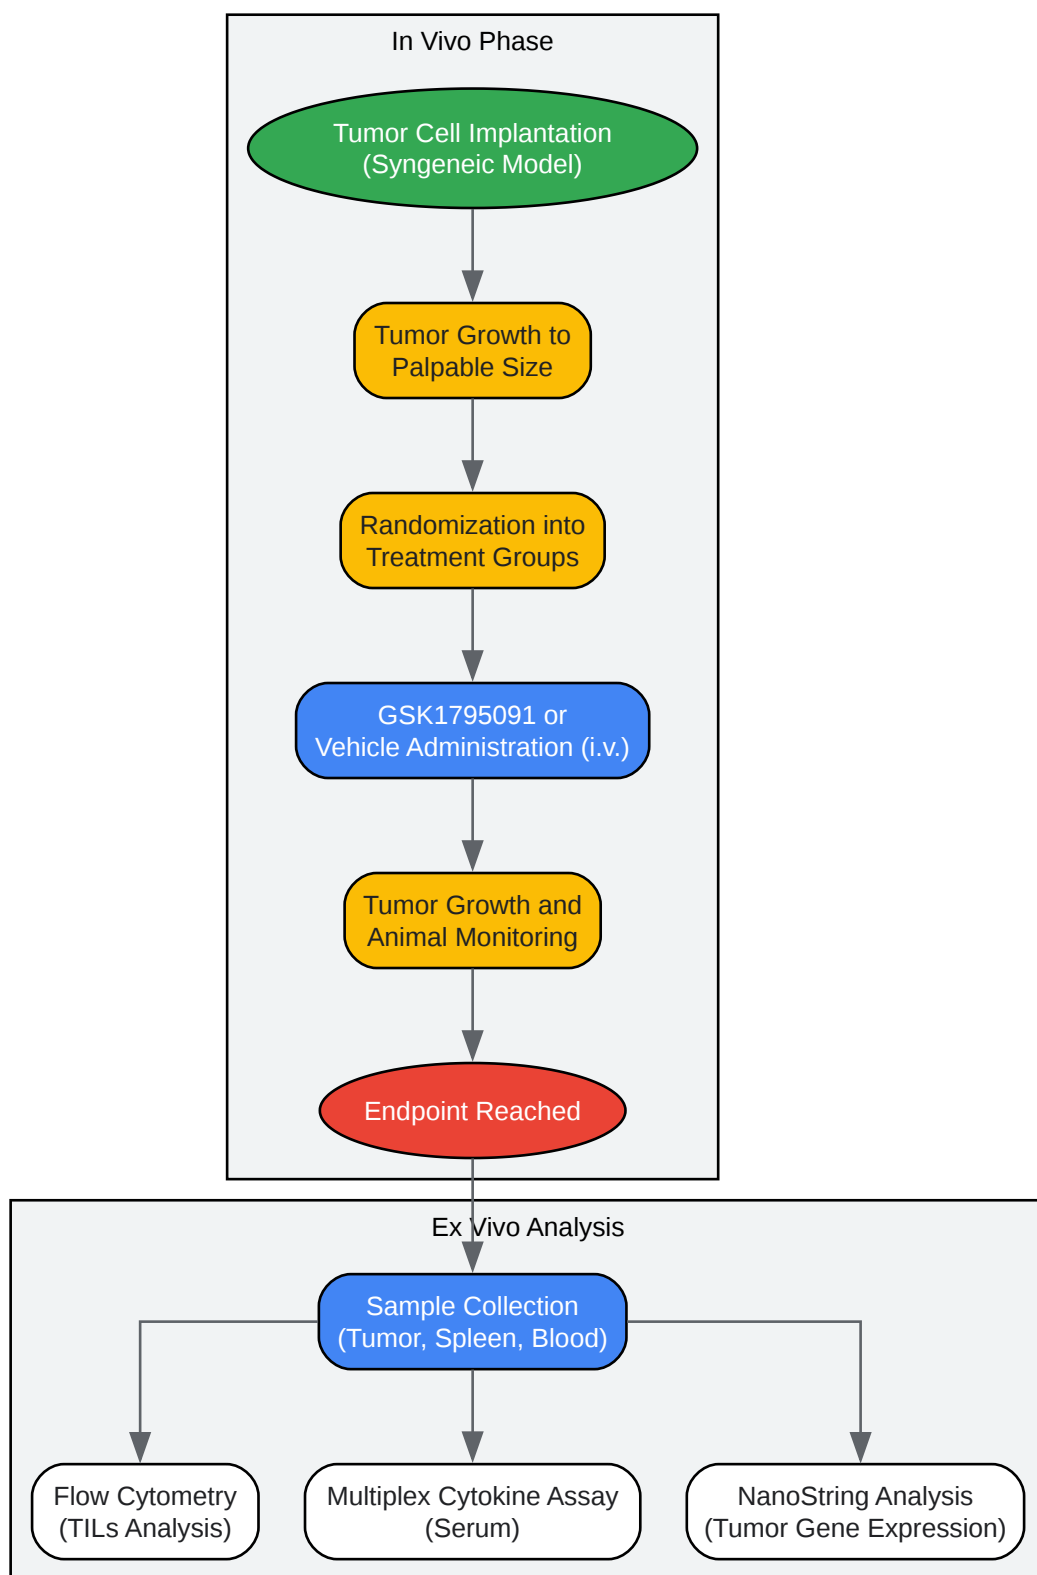 In Vivo Phase
Tumor Cell Implantation
(Syngeneic Model)
Tumor Growth to
Palpable Size
Randomization into
Treatment Groups
GSK1795091 or
Vehicle Administration (i.v.)
Tumor Growth and
Animal Monitoring
Endpoint Reached
Ex Vivo Analysis
Sample Collection
(Tumor, Spleen, Blood)
Flow Cytometry
(TILs Analysis)
Multiplex Cytokine Assay
(Serum)
NanoString Analysis
(Tumor Gene Expression)